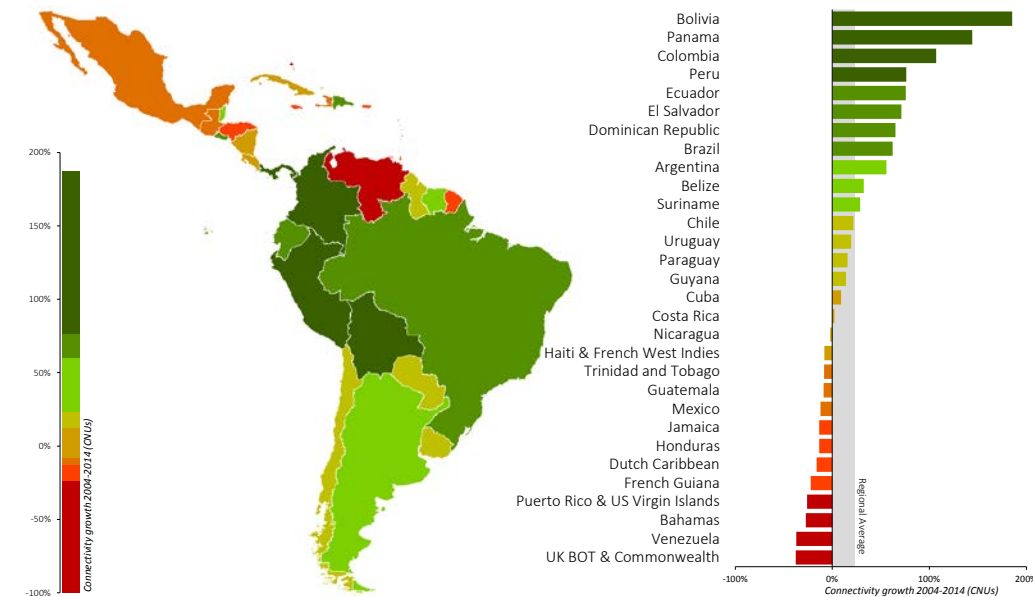 200%
150%
100%
50%
0%
-50%
-100%
Connectivity growth 2004-2014 (CNUs)
Bolivia
Panama
Colombia
Peru
Ecuador
El Salvador
Dominican Republic
Brazil
Argentina
Belize
Suriname
Chile
Uruguay
Paraguay
Guyana
Cuba
Costa Rica
Nicaragua
Haiti & French West Indies
Trinidad and Tobago
Guatemala
Mexico
Jamaica
Honduras
Dutch Caribbean
French Guiana
Puerto Rico & US Virgin Islands
Bahamas
Venezuela
UK BOT & Commonwealth
Regional Average
-100% 0% 100% 200%
Connectivity growth 2004-2014 (CNUs)